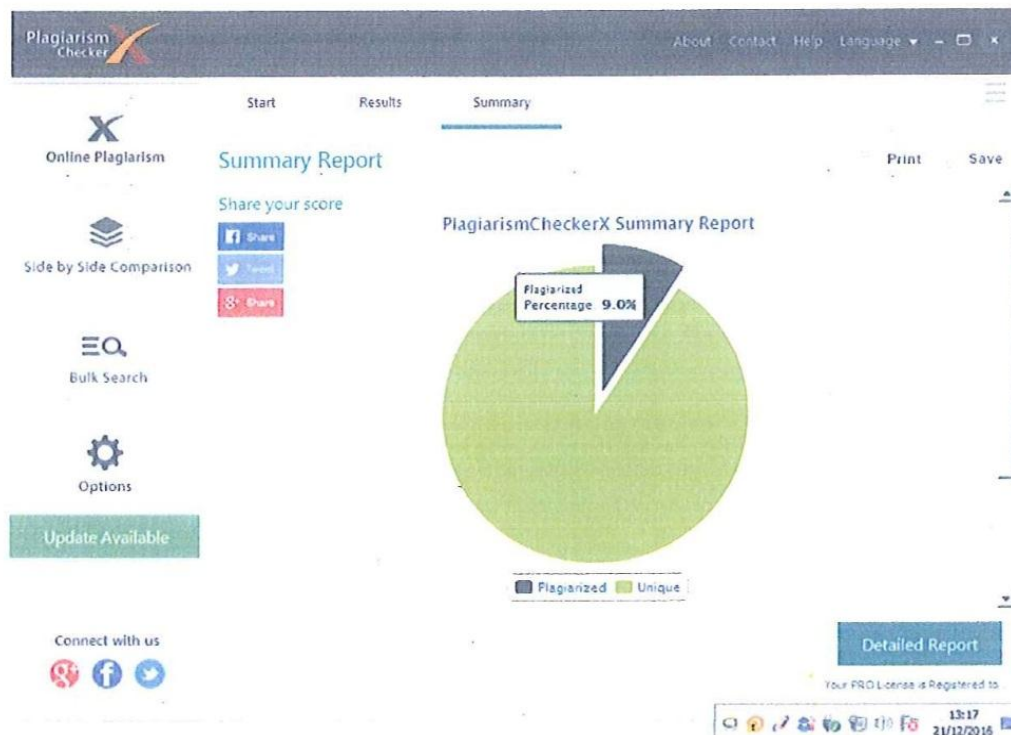 Plagiarism
Checker
About Contact Help Language
Start Results Summary
Online Plagiarism
Summary Report
Print Save
Share your score
Share
Tweet
Share
PlagiarismCheckerX Summary Report
Plagiarized
Percentage 9.0%
Side by Side Comparison
Bulk Search
Options
Update Available
Plagiarized Unique
Connect with us
Detailed Report
Your PRO License is Registered to
13:17
21/12/2016